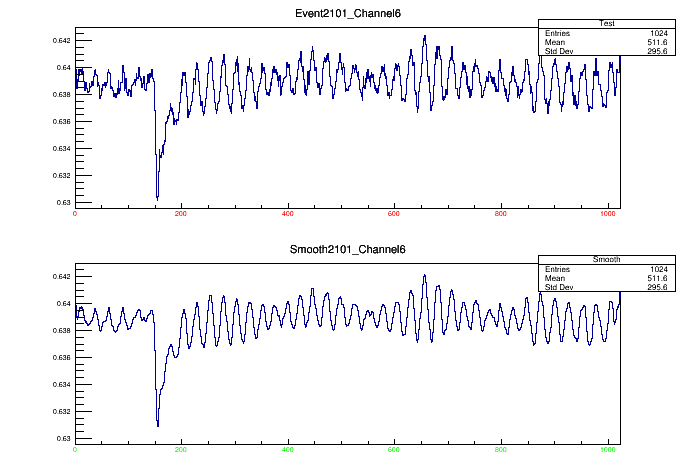 Event2101_Channel6
Test
Entries 1024
Mean 511.6
Std Dev 295.6
0.642
0.64
0.638
0.636
0.634
0.632
0.63
0 200 400 600 800 1000
Smooth2101_Channel6
Smooth
Entries 1024
Mean 511.6
Std Dev 295.6
0.642
0.64
0.638
0.636
0.634
0.632
0.63
0 200 400 600 800 1000